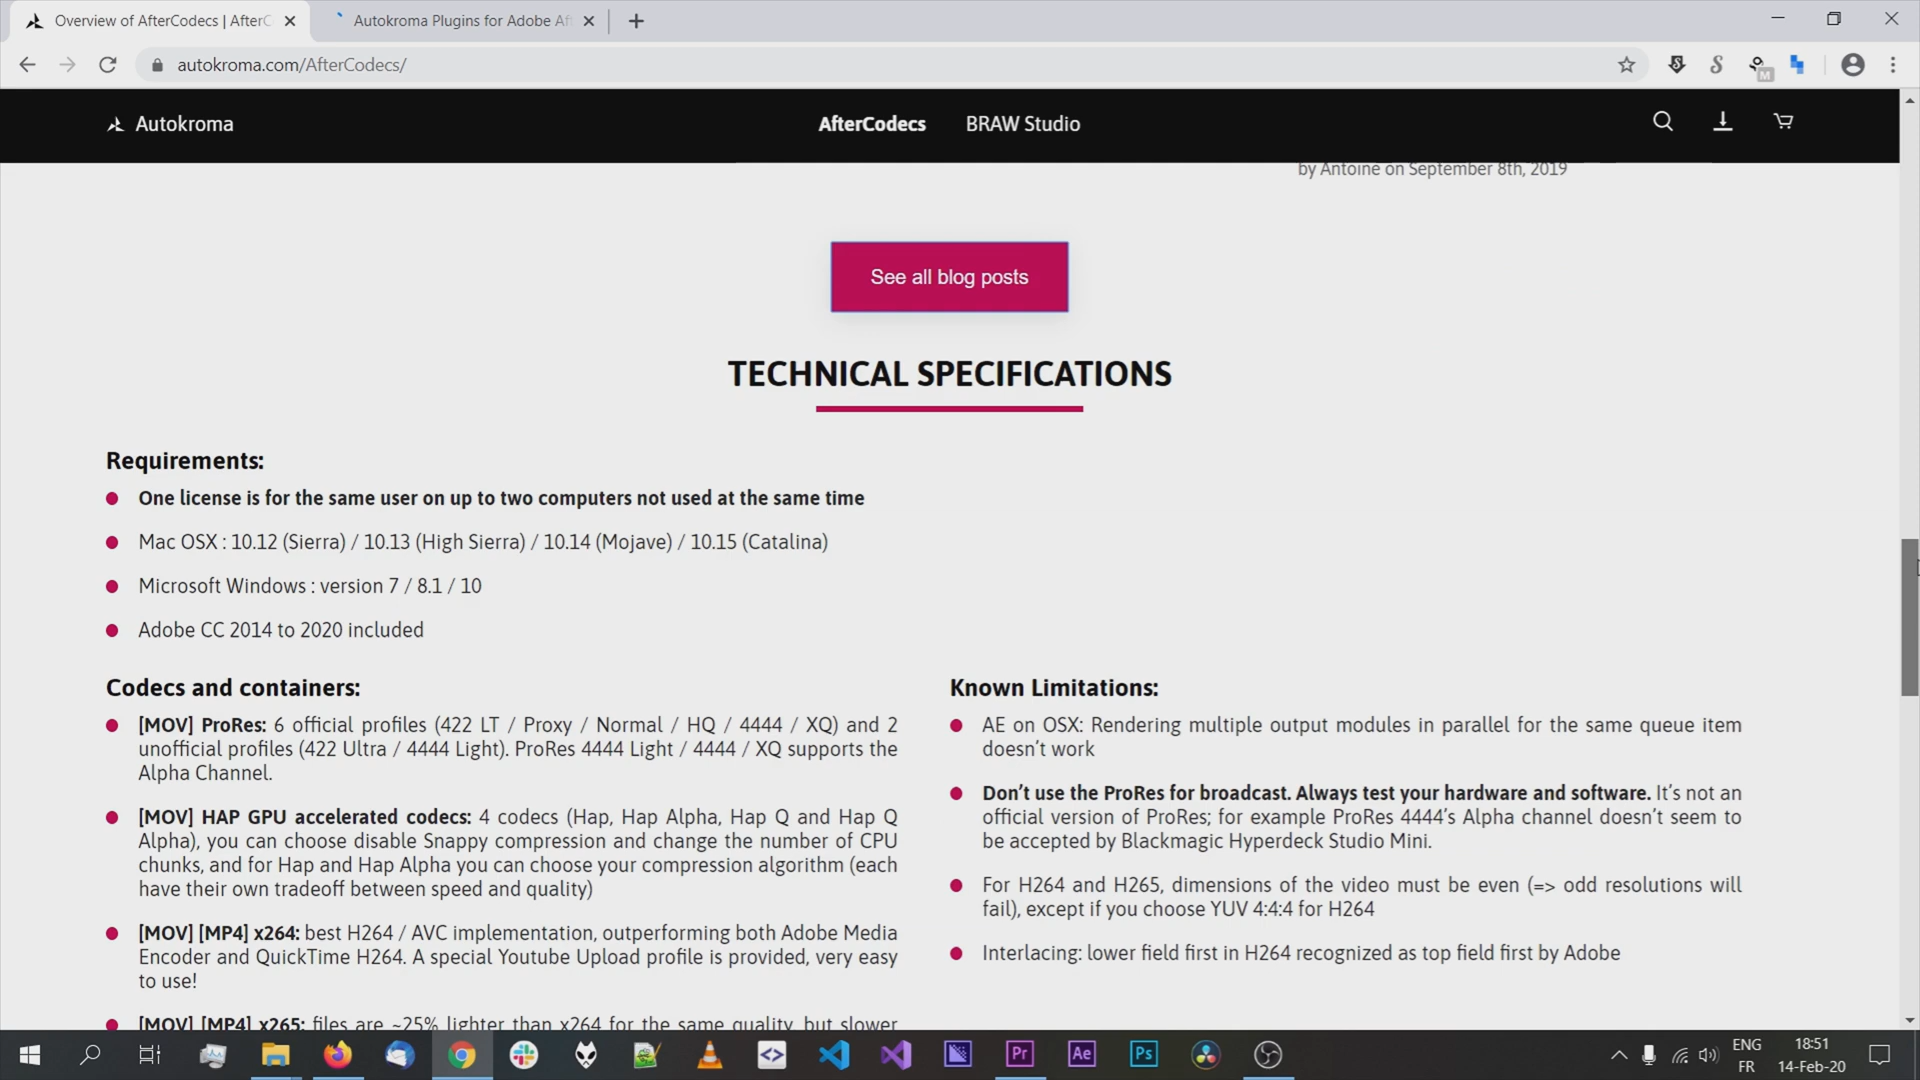 Overview of AfterCodecs | AfterC
Autokroma Plugins for Adobe Af
autokroma.com/AfterCodecs/
Autokroma
AfterCodecs
BRAW Studio
by Antoine on September 8th, 2019
See all blog posts
TECHNICAL SPECIFICATIONS
Requirements:
One license is for the same user on up to two computers not used at the same time
Mac OSX : 10.12 (Sierra) / 10.13 (High Sierra) / 10.14 (Mojave) / 10.15 (Catalina)
Microsoft Windows : version 7 / 8.1 / 10
Adobe CC 2014 to 2020 included
Codecs and containers:
[MOV] ProRes: 6 official profiles (422 LT / Proxy / Normal / HQ / 4444 / XQ) and 2
unofficial profiles (422 Ultra / 4444 Light). ProRes 4444 Light / 4444 / XQ supports the
Alpha Channel.
[MOV] HAP GPU accelerated codecs: 4 codecs (Hap, Hap Alpha, Hap Q and Hap Q
Alpha), you can choose disable Snappy compression and change the number of CPU
chunks, and for Hap and Hap Alpha you can choose your compression algorithm (each
have their own tradeoff between speed and quality)
[MOV] [MP4] x264: best H264 / AVC implementation, outperforming both Adobe Media
Encoder and QuickTime H264. A special Youtube Upload profile is provided, very easy
to use!
[MOV] [MP4] x265: files are ~25% lighter than x264 for the same quality, but slower
Known Limitations:
AE on OSX: Rendering multiple output modules in parallel for the same queue item
doesn't work
Don't use the ProRes for broadcast. Always test your hardware and software. It's not an
official version of ProRes; for example ProRes 4444's Alpha channel doesn't seem to
be accepted by Blackmagic Hyperdeck Studio Mini.
For H264 and H265, dimensions of the video must be even (=> odd resolutions will
fail), except if you choose YUV 4:4:4 for H264
Interlacing: lower field first in H264 recognized as top field first by Adobe
Pr
Ae
Ps
ENG
FR
18:51
14-Feb-20